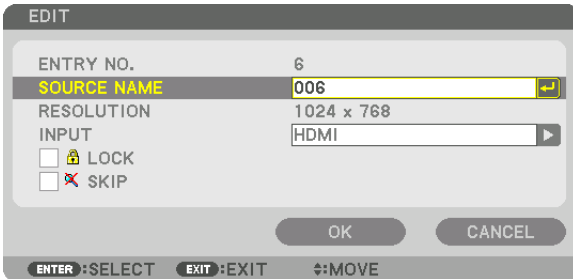 EDIT
ENTRY NO. 6
SOURCE NAME 006
RESOLUTION 1024 x 768
INPUT HDMI
LOCK
SKIP
OK CANCEL
ENTER :SELECT EXIT :EXIT :MOVE